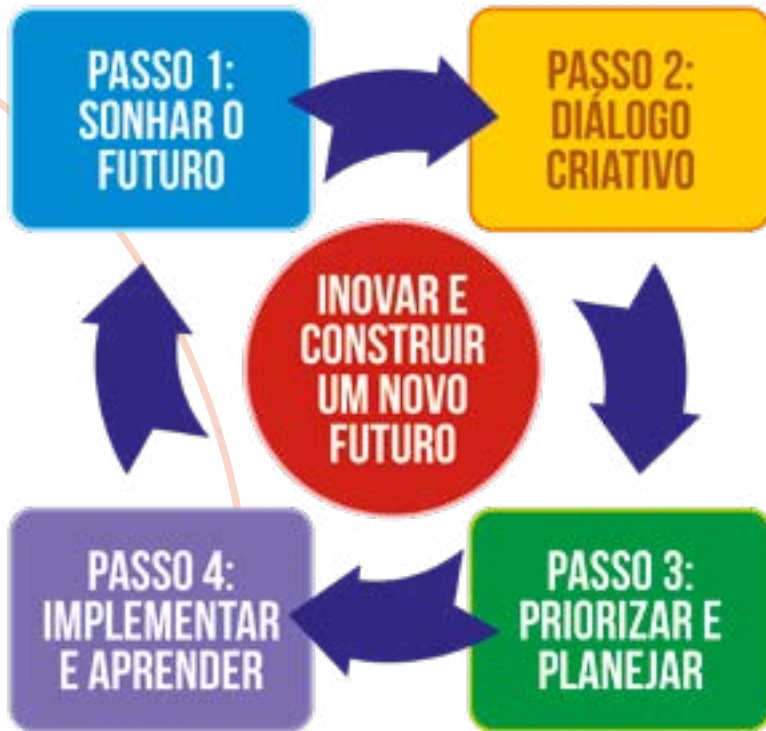 PASSO 1:
SONHAR O
FUTURO
PASSO 2:
DIÁLOGO
CRIATIVO
INOVAR E
CONSTRUIR
UM NOVO
FUTURO
PASSO 4:
IMPLEMENTAR
E APRENDER
PASSO 3:
PRIORIZAR E
PLANEJAR